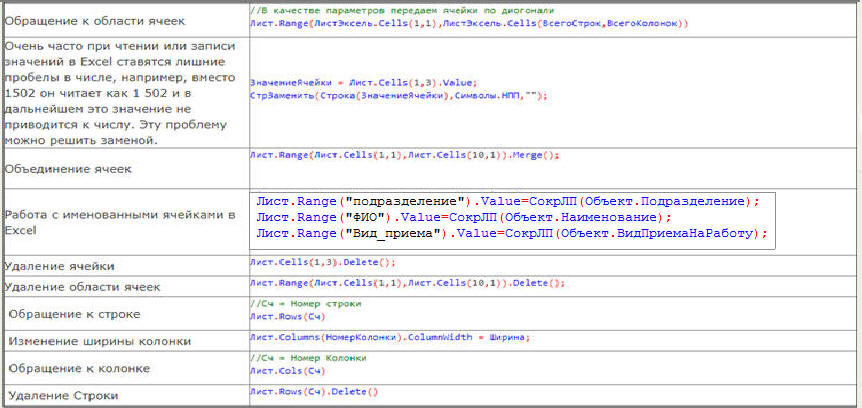 Обращение к области ячеек
//В качестве параметров передаем ячейки по диогонали
Лист.Range(ЛистЭксель.Cells(1,1),ЛистЭксель.Cells(ВсегоСтрок,ВсегоКолонок))
Очень часто при чтении или записи
значений в Excel ставятся лишние
пробелы в числе, например, вместо
1502 он читает как 1 502 и в
дальнейшем это значение не
приводится к числу. Эту проблему
можно решить заменой.
ЗначениеЯчейки = Лист.Cells(1,3).Value;
СтрЗаменить(Строка(ЗначениеЯчейки),Символы.НПП,"");
Объединение ячеек
Лист.Range(Лист.Cells(1,1),Лист.Cells(10,1)).Merge();
Работа с именованными ячейками в
Excel
Лист.Range("подразделение").Value=СокрЛП(Объект.Подразделение);
Лист.Range("ФИО").Value=СокрЛП(Объект.Наименование);
Лист.Range("Вид_приема").Value=СокрЛП(Объект.ВидПриемаНаРаботу);
Удаление ячейки
Лист.Cells(1,3).Delete();
Удаление области ячеек
Лист.Range(Лист.Cells(1,1),Лист.Cells(10,1)).Delete();
Обращение к строке
//Сч = Номер строки
Лист.Rows(Сч)
Изменение ширины колонки
Лист.Columns(НомерКолонки).ColumnWidth = Ширина;
Обращение к колонке
//Сч = Номер Колонки
Лист.Cols(Сч)
Удаление Строки
Лист.Rows(Сч).Delete()